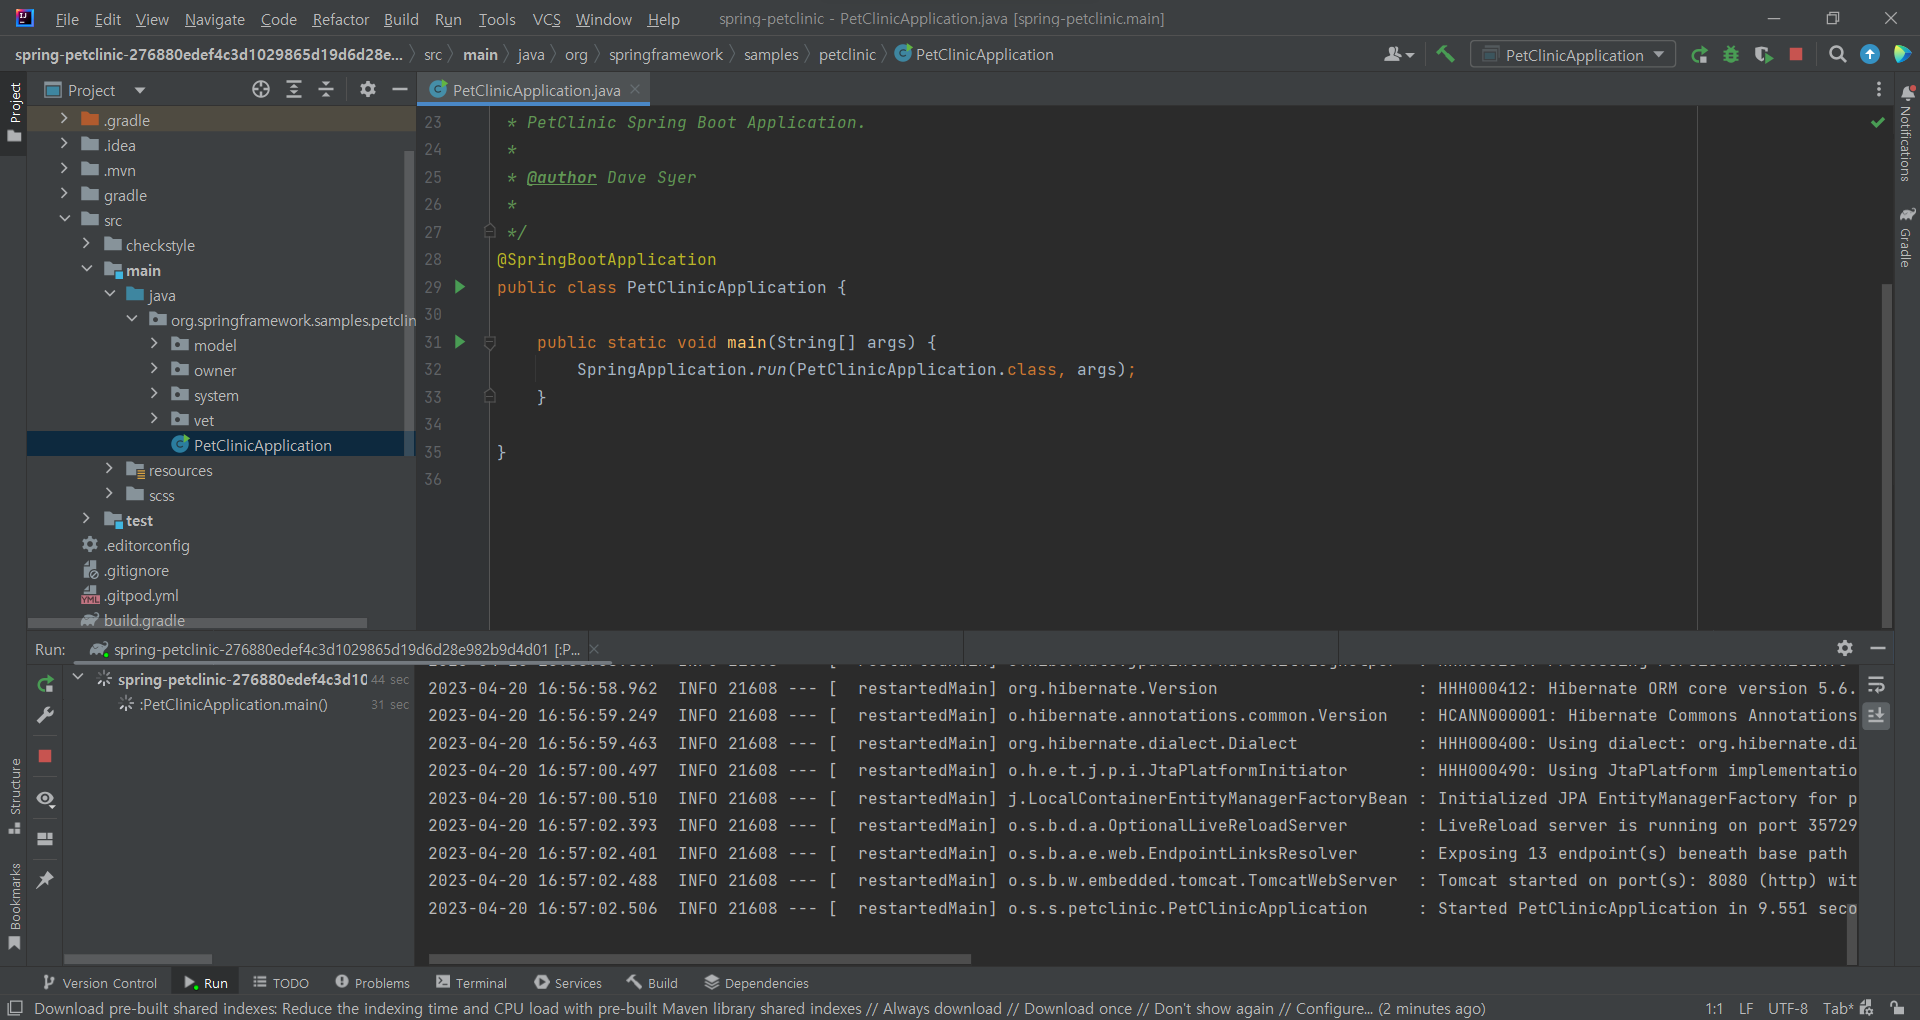 File Edit View Navigate Code Refactor Build Run Tools VCS Window Help spring-petclinic - PetClinicApplication.java [spring-petclinic.main]
spring-petclinic-276880edef4c3d1029865d19d6d28e... src main java org springframework samples petclinic PetClinicApplication PetClinicApplication
Project
Project
PetClinicApplication.java
.gradle
.idea
.mvn
gradle
src
checkstyle
main
java
org.springframework.samples.petclin
model
owner
system
vet
PetClinicApplication
resources
scss
test
.editorconfig
.gitignore
.gitpod.yml
build.gradle
23 * PetClinic Spring Boot Application.
24 *
25 * @author Dave Syer
26 *
27 */
28 @SpringBootApplication
29 public class PetClinicApplication {
30
31 public static void main(String[] args) {
32 SpringApplication.run(PetClinicApplication.class, args);
33 }
34
35 }
36
Notifications
Gradle
Run: spring-petclinic-276880edef4c3d1029865d19d6d28e982b9d4d01 [:P...
spring-petclinic-276880edef4c3d10 44 sec
:PetClinicApplication.main() 31 sec
2023-04-20 16:56:58.962 INFO 21608 --- [ restartedMain] org.hibernate.Version : HHH000412: Hibernate ORM core version 5.6.
2023-04-20 16:56:59.249 INFO 21608 --- [ restartedMain] o.hibernate.annotations.common.Version : HCANN000001: Hibernate Commons Annotations
2023-04-20 16:56:59.463 INFO 21608 --- [ restartedMain] org.hibernate.dialect.Dialect : HHH000400: Using dialect: org.hibernate.di
2023-04-20 16:57:00.497 INFO 21608 --- [ restartedMain] o.h.e.t.j.p.i.JtaPlatformInitiator : HHH000490: Using JtaPlatform implementatio
2023-04-20 16:57:00.510 INFO 21608 --- [ restartedMain] j.LocalContainerEntityManagerFactoryBean : Initialized JPA EntityManagerFactory for p
2023-04-20 16:57:02.393 INFO 21608 --- [ restartedMain] o.s.b.d.a.OptionalLiveReloadServer : LiveReload server is running on port 35729
2023-04-20 16:57:02.401 INFO 21608 --- [ restartedMain] o.s.b.a.e.web.EndpointLinksResolver : Exposing 13 endpoint(s) beneath base path
2023-04-20 16:57:02.488 INFO 21608 --- [ restartedMain] o.s.b.w.embedded.tomcat.TomcatWebServer : Tomcat started on port(s): 8080 (http) wit
2023-04-20 16:57:02.506 INFO 21608 --- [ restartedMain] o.s.s.petclinic.PetClinicApplication : Started PetClinicApplication in 9.551 seco
Structure
Bookmarks
Version Control Run TODO Problems Terminal Services Build Dependencies
Download pre-built shared indexes: Reduce the indexing time and CPU load with pre-built Maven library shared indexes // Always download // Download once // Don't show again // Configure... (2 minutes ago) 1:1 LF UTF-8 Tab*